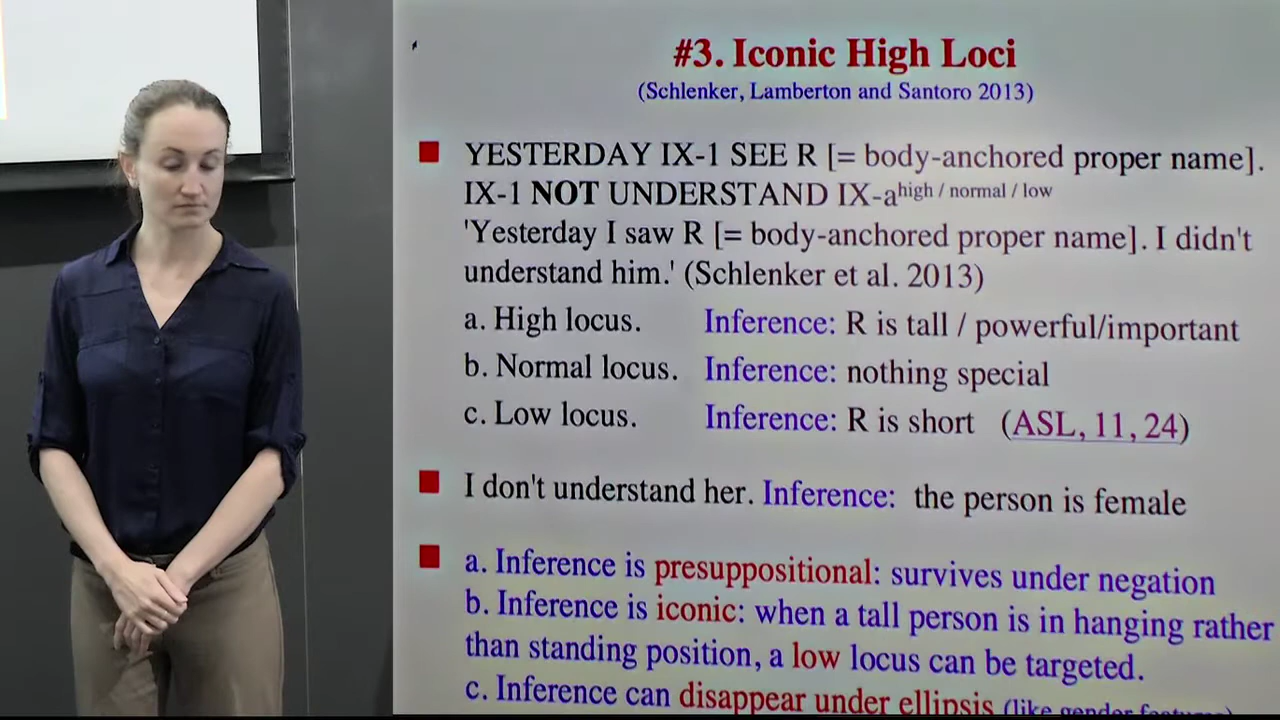 #3. Iconic High Loci
(Schlenker, Lamberton and Santoro 2013)
YESTERDAY IX-1 SEE R [= body-anchored proper name].
IX-1 NOT UNDERSTAND IX-a^high / normal / low
'Yesterday I saw R [= body-anchored proper name]. I didn't
understand him.' (Schlenker et al. 2013)
a. High locus. Inference: R is tall / powerful/important
b. Normal locus. Inference: nothing special
c. Low locus. Inference: R is short (ASL, 11, 24)
I don't understand her. Inference: the person is female
a. Inference is presuppositional: survives under negation
b. Inference is iconic: when a tall person is in hanging rather
than standing position, a low locus can be targeted.
c. Inference can disappear under ellipsis (like gender features)